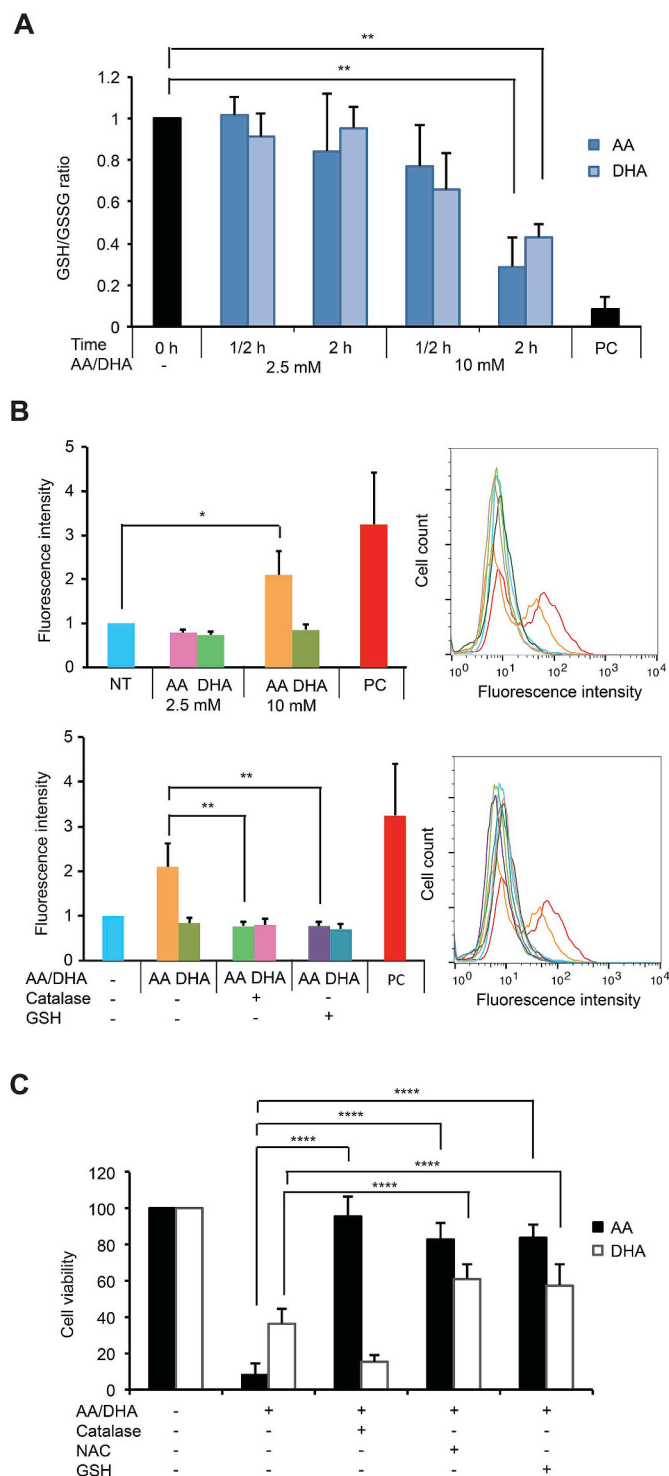 A
**
**
1.2
1
0.8
0.6
0.4
0.2
0
GSH/GSSG ratio
AA
DHA
Time 0 h 1/2 h 2 h 1/2 h 2 h PC
AA/DHA - 2.5 mM 10 mM
B
5
4
3
2
1
0
Fluorescence intensity
*
NT AA DHA AA DHA PC
2.5 mM 10 mM
Cell count
10^0 10^1 10^2 10^3 10^4
Fluorescence intensity
5
4
3
2
1
0
Fluorescence intensity
**
**
AA/DHA - AA DHA AA DHA AA DHA PC
Catalase - - + -
GSH - - - +
Cell count
10^0 10^1 10^2 10^3 10^4
Fluorescence intensity
C
****
****
****
****
****
120
100
80
60
40
20
0
Cell viability
AA
DHA
AA/DHA - + + + +
Catalase - - + - -
NAC - - - + -
GSH - - - - +